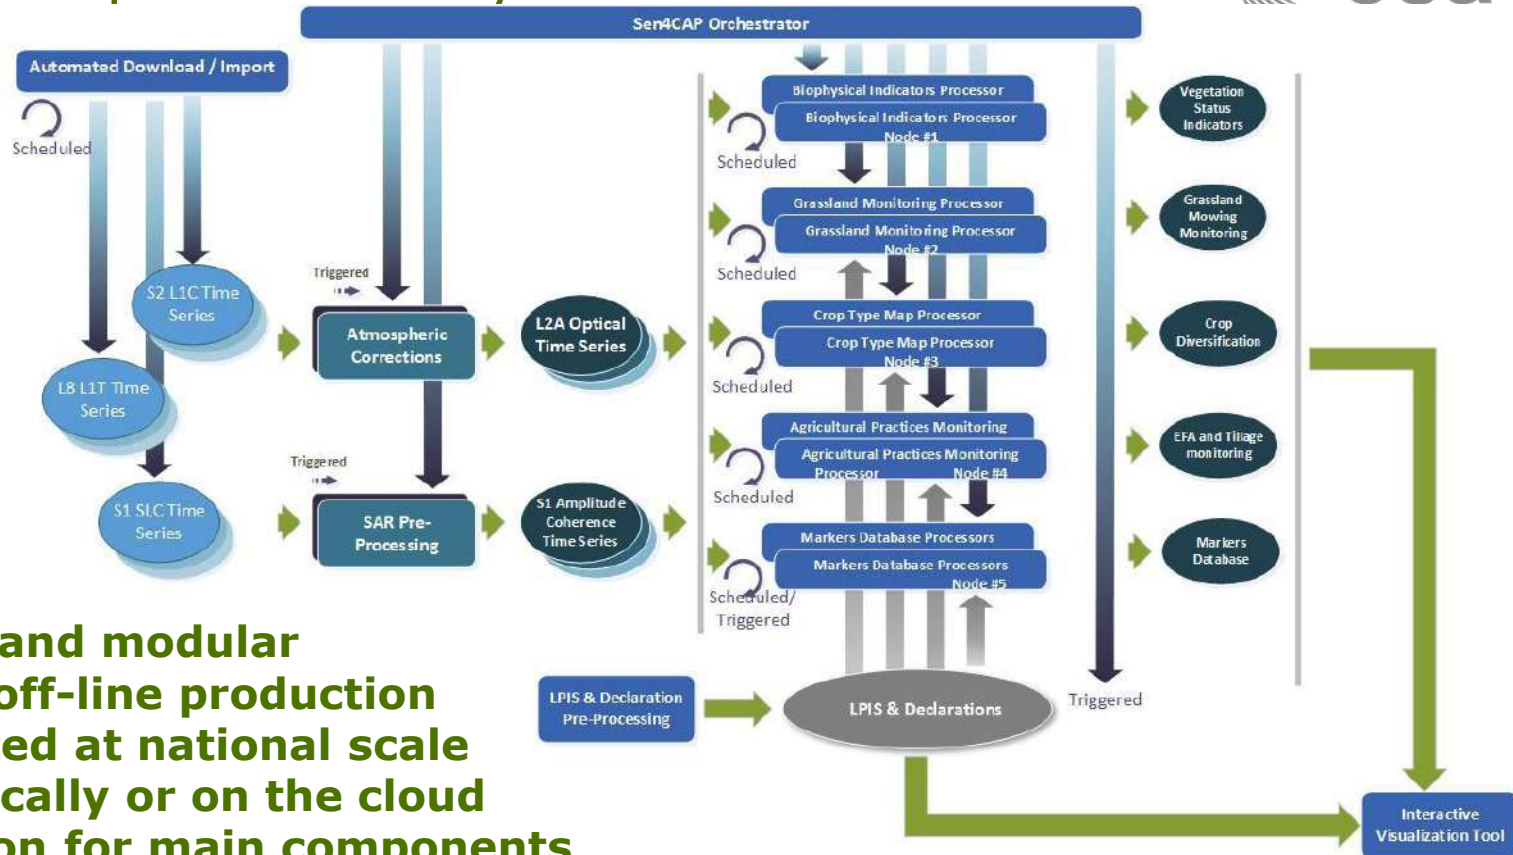 Sen4CAP Orchestrator
Automated Download / Import
Scheduled
S2 L1C Time
Series
L8 L1T Time
Series
S1 SLC Time
Series
Triggered
Atmospheric
Corrections
Triggered
SAR Pre-
Processing
L2A Optical
Time Series
S1 Amplitude
Coherence
Time Series
Biophysical Indicators Processor
Biophysical Indicators Processor
Node #1
Scheduled
Grassland Monitoring Processor
Grassland Monitoring Processor
Node #2
Scheduled
Crop Type Map Processor
Crop Type Map Processor
Node #3
Scheduled
Agricultural Practices Monitoring
Agricultural Practices Monitoring
Processor Node #4
Scheduled
Markers Database Processors
Markers Database Processors
Node #5
Scheduled/
Triggered
Vegetation
Status
Indicators
Grassland
Mowing
Monitoring
Crop
Diversification
EFA and Tillage
monitoring
Markers
Database
Triggered
LPIS & Declaration
Pre-Processing
LPIS & Declarations
Interactive
Visualization Tool
and modular
off-line production
ed at national scale
cally or on the cloud
on for main components